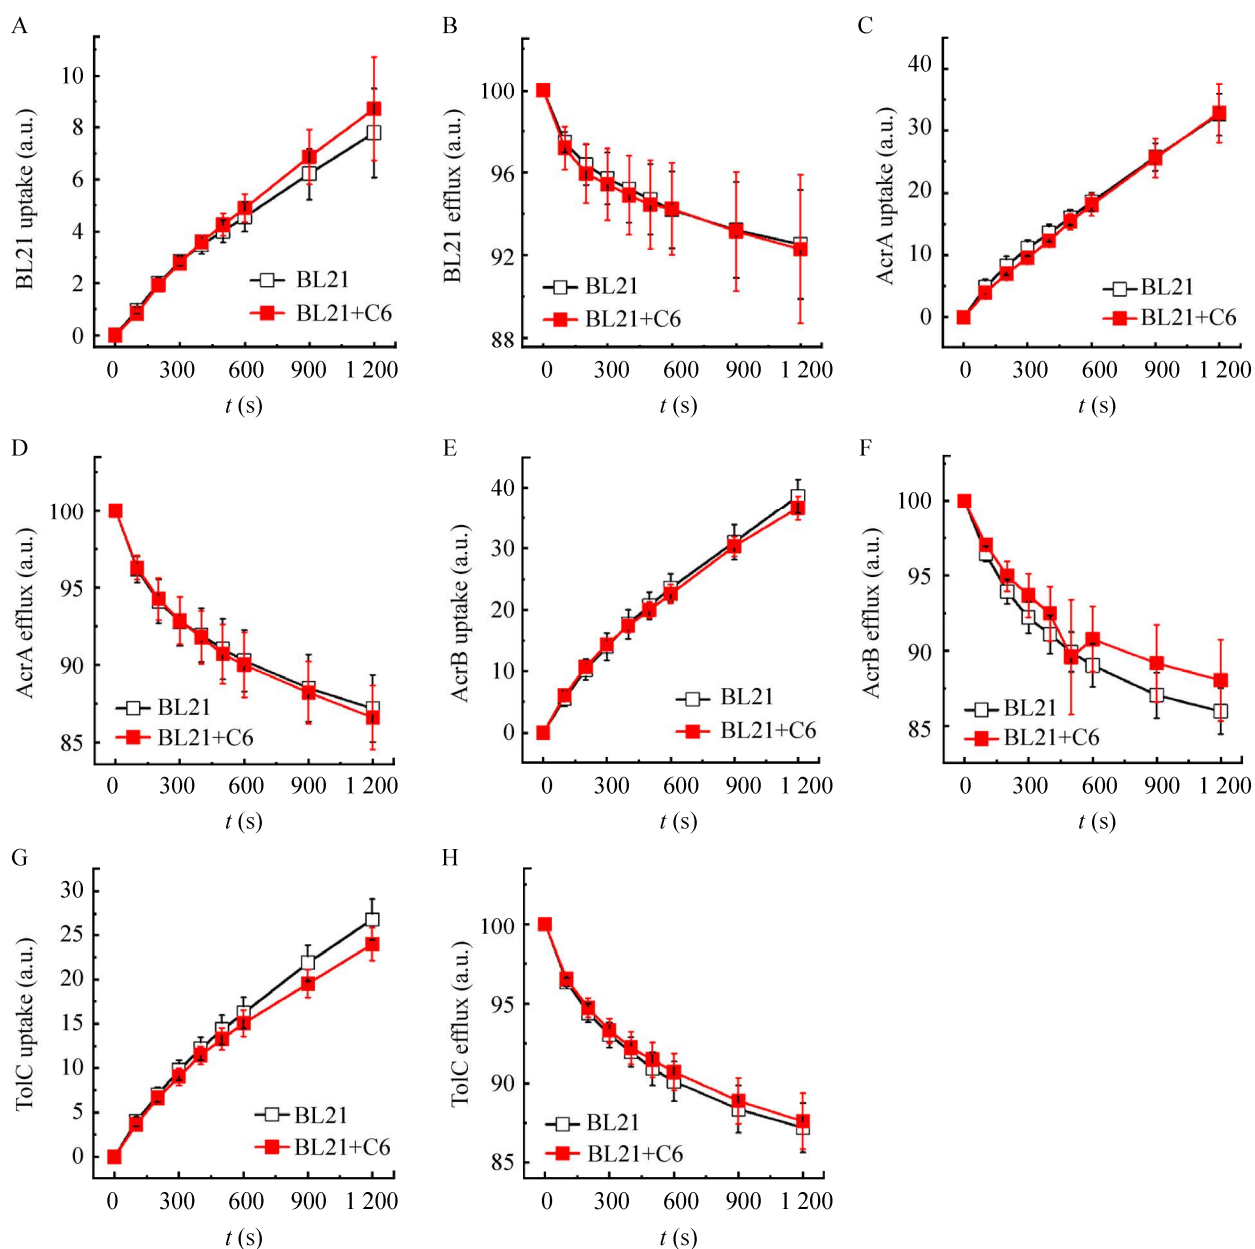 A
BL21 uptake (a.u.)
10
8
6
4
2
0
BL21
BL21+C6
0 300 600 900 1 200
t (s)
B
BL21 efflux (a.u.)
100
96
92
88
BL21
BL21+C6
0 300 600 900 1 200
t (s)
C
AcrA uptake (a.u.)
40
30
20
10
0
BL21
BL21+C6
0 300 600 900 1 200
t (s)
D
AcrA efflux (a.u.)
100
95
90
85
BL21
BL21+C6
0 300 600 900 1 200
t (s)
E
AcrB uptake (a.u.)
40
30
20
10
0
BL21
BL21+C6
0 300 600 900 1 200
t (s)
F
AcrB efflux (a.u.)
100
95
90
85
BL21
BL21+C6
0 300 600 900 1 200
t (s)
G
TolC uptake (a.u.)
30
25
20
15
10
5
0
BL21
BL21+C6
0 300 600 900 1 200
t (s)
H
TolC efflux (a.u.)
100
95
90
85
BL21
BL21+C6
0 300 600 900 1 200
t (s)